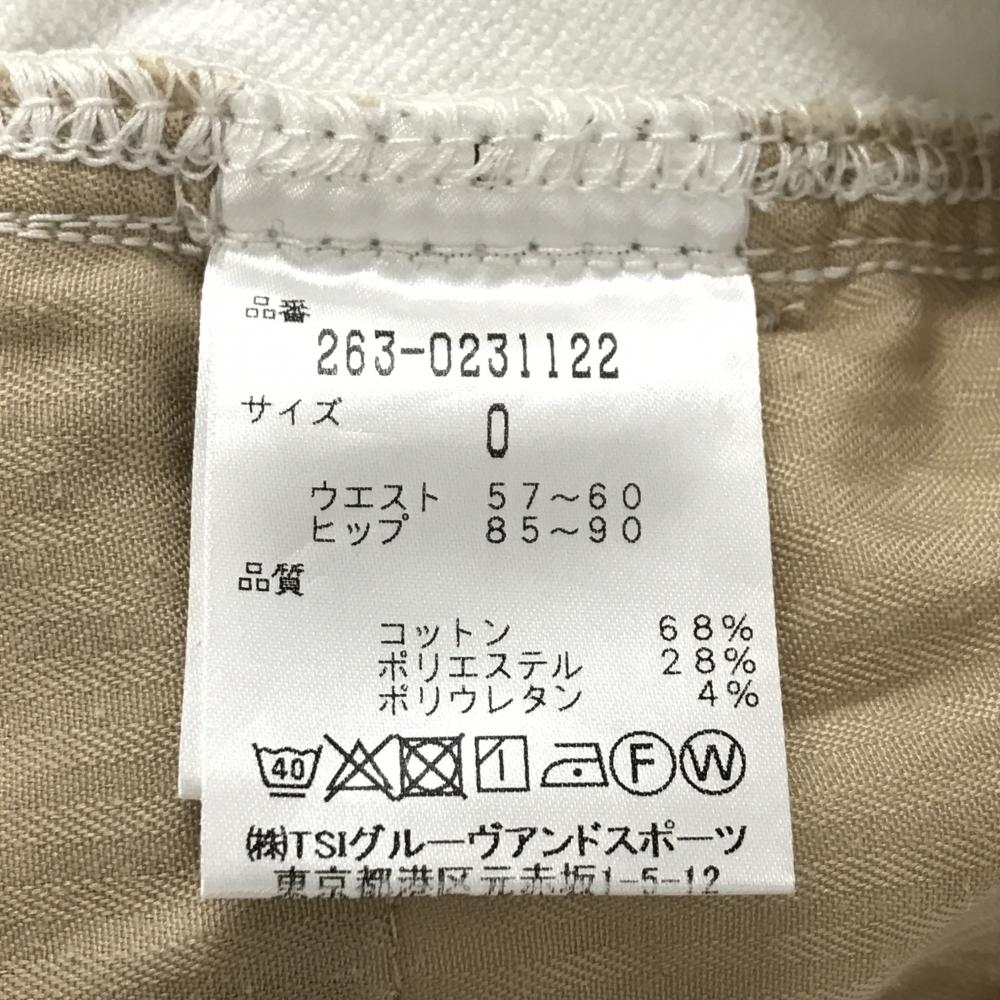 品番
263-0231122
サイズ 0
ウエスト 57～60
ヒップ 85～90
品質
コットン 68%
ポリエステル 28%
ポリウレタン 4%
40 F W
㈱TSIグルーヴアンドスポーツ
東京都港区元赤坂1-5-12